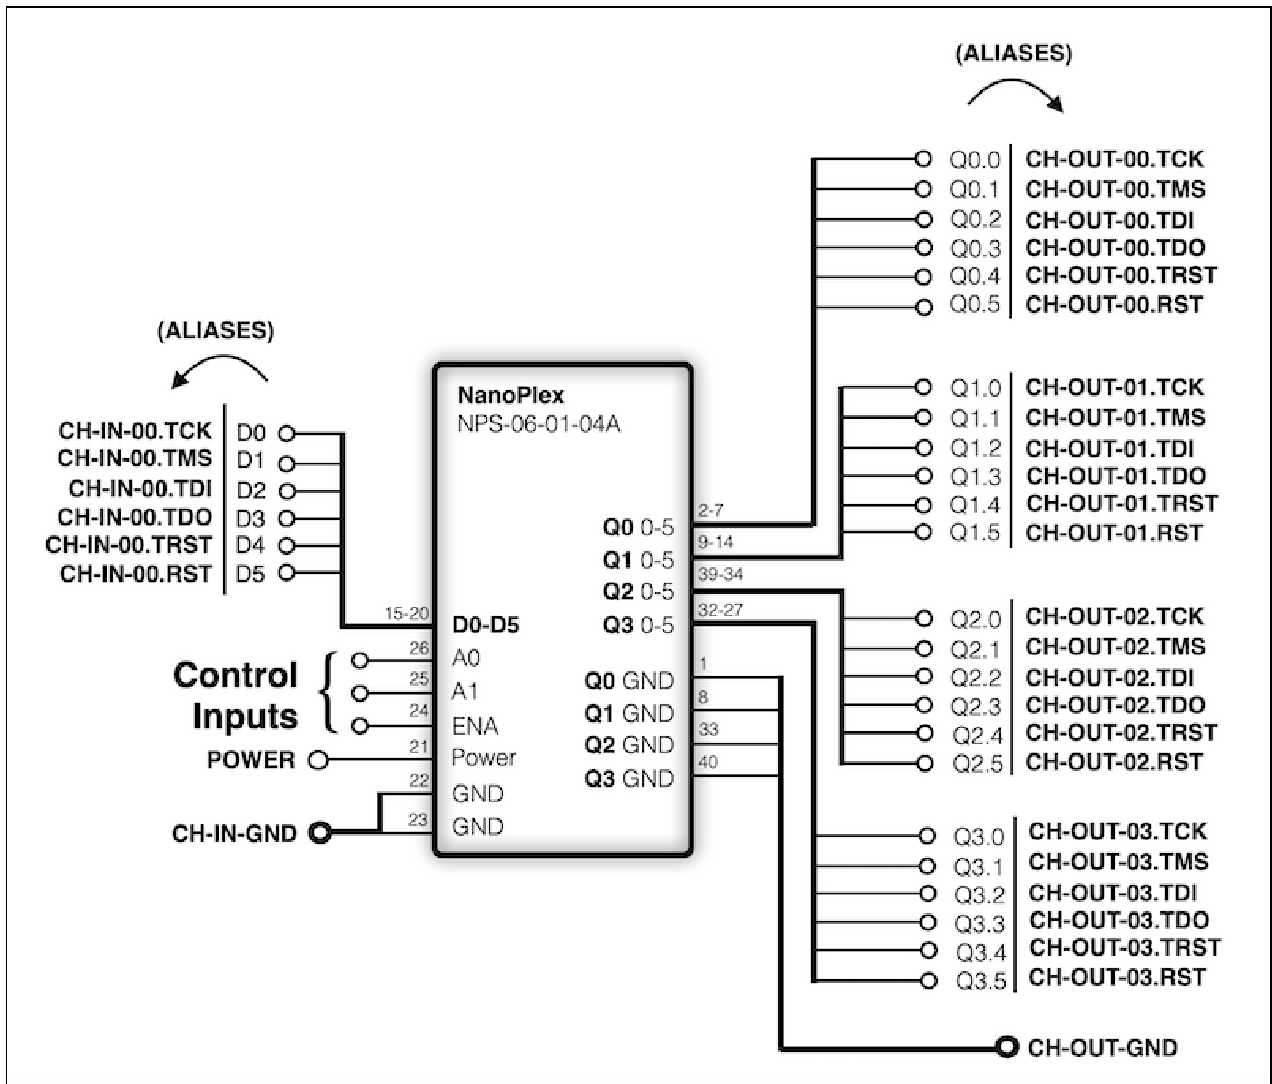 (ALIASES)
Q0.0 CH-OUT-00.TCK
Q0.1 CH-OUT-00.TMS
Q0.2 CH-OUT-00.TDI
Q0.3 CH-OUT-00.TDO
Q0.4 CH-OUT-00.TRST
Q0.5 CH-OUT-00.RST
(ALIASES)
CH-IN-00.TCK D0
CH-IN-00.TMS D1
CH-IN-00.TDI D2
CH-IN-00.TDO D3
CH-IN-00.TRST D4
CH-IN-00.RST D5
NanoPlex
NPS-06-01-04A
Q1.0 CH-OUT-01.TCK
Q1.1 CH-OUT-01.TMS
Q1.2 CH-OUT-01.TDI
Q1.3 CH-OUT-01.TDO
Q1.4 CH-OUT-01.TRST
Q1.5 CH-OUT-01.RST
Q0 0-5 2-7
Q1 0-5 9-14
Q2 0-5 39-34
Q3 0-5 32-27
15-20 D0-D5
Control
Inputs
26 A0
25 A1
24 ENA
POWER 21 Power
22 GND
CH-IN-GND 23 GND
Q0 GND 1
Q1 GND 8
Q2 GND 33
Q3 GND 40
Q2.0 CH-OUT-02.TCK
Q2.1 CH-OUT-02.TMS
Q2.2 CH-OUT-02.TDI
Q2.3 CH-OUT-02.TDO
Q2.4 CH-OUT-02.TRST
Q2.5 CH-OUT-02.RST
Q3.0 CH-OUT-03.TCK
Q3.1 CH-OUT-03.TMS
Q3.2 CH-OUT-03.TDI
Q3.3 CH-OUT-03.TDO
Q3.4 CH-OUT-03.TRST
Q3.5 CH-OUT-03.RST
CH-OUT-GND